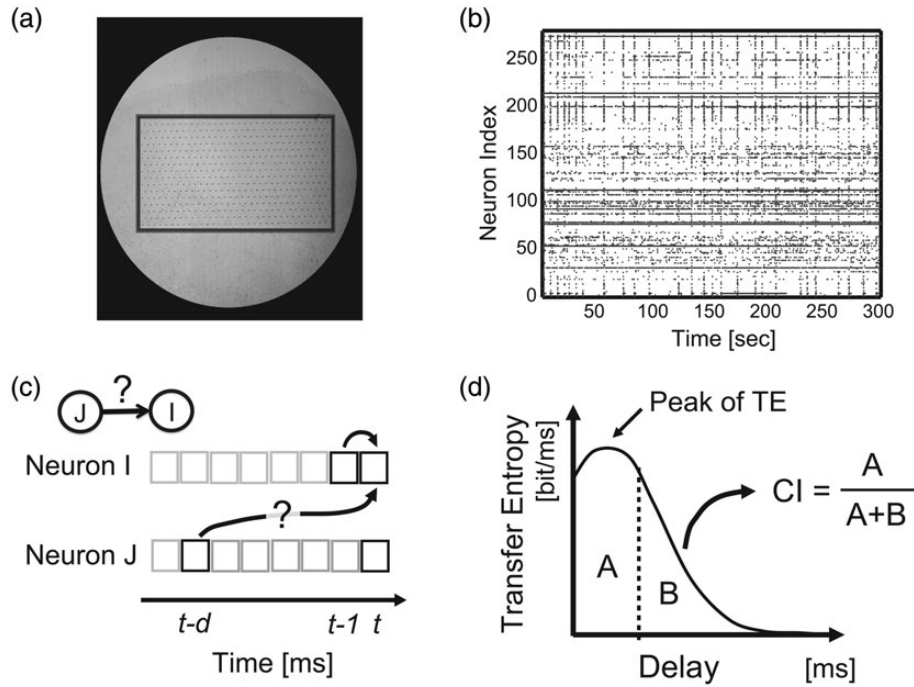 (a)
(b)
Neuron Index
250
200
150
100
50
0
50 100 150 200 250 300
Time [sec]
(c)
J ? I
Neuron I
?
Neuron J
t-d t-1 t
Time [ms]
(d)
Peak of TE
Transfer Entropy
[bit/ms]
CI = A
A+B
A
B
Delay [ms]